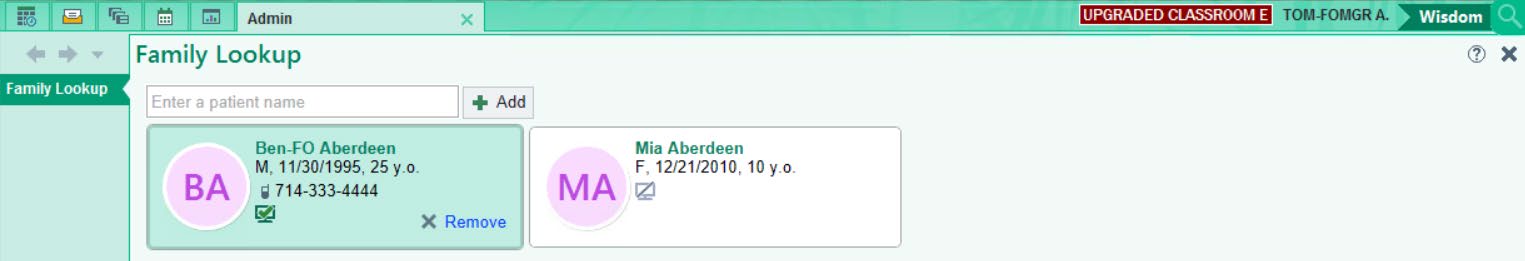 Admin
UPGRADED CLASSROOM E
TOM-FOMGR A.
Wisdom
Family Lookup
Family Lookup
Enter a patient name
Add
BA
Ben-FO Aberdeen
M, 11/30/1995, 25 y.o.
714-333-4444
Remove
MA
Mia Aberdeen
F, 12/21/2010, 10 y.o.